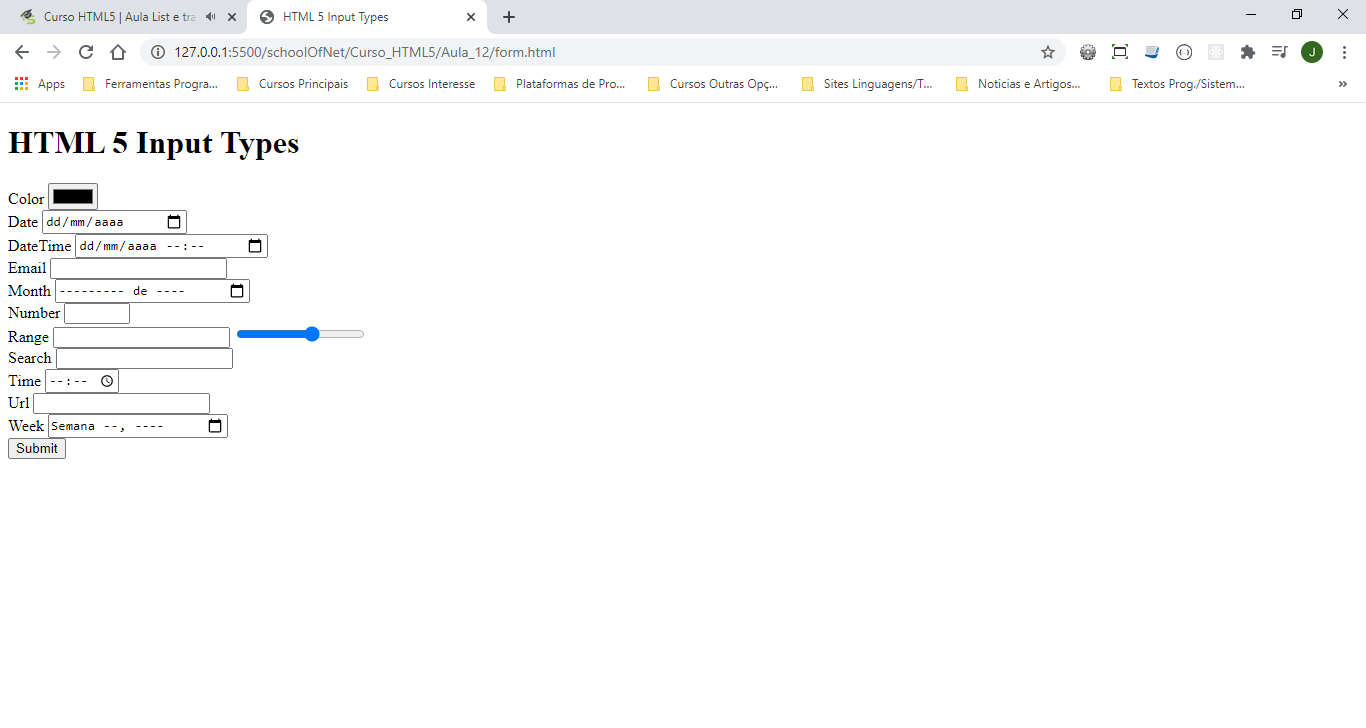 Curso HTML5 | Aula List e tra
HTML 5 Input Types
127.0.0.1:5500/schoolOfNet/Curso_HTML5/Aula_12/form.html
J
Apps Ferramentas Progra... Cursos Principais Cursos Interesse Plataformas de Pro... Cursos Outras Opç... Sites Linguagens/T... Noticias e Artigos... Textos Prog./Sistem... »
HTML 5 Input Types
Color
Date dd/mm/aaaa
DateTime dd/mm/aaaa --:--
Email
Month --------- de ----
Number
Range
Search
Time --:--
Url
Week Semana --, ----
Submit